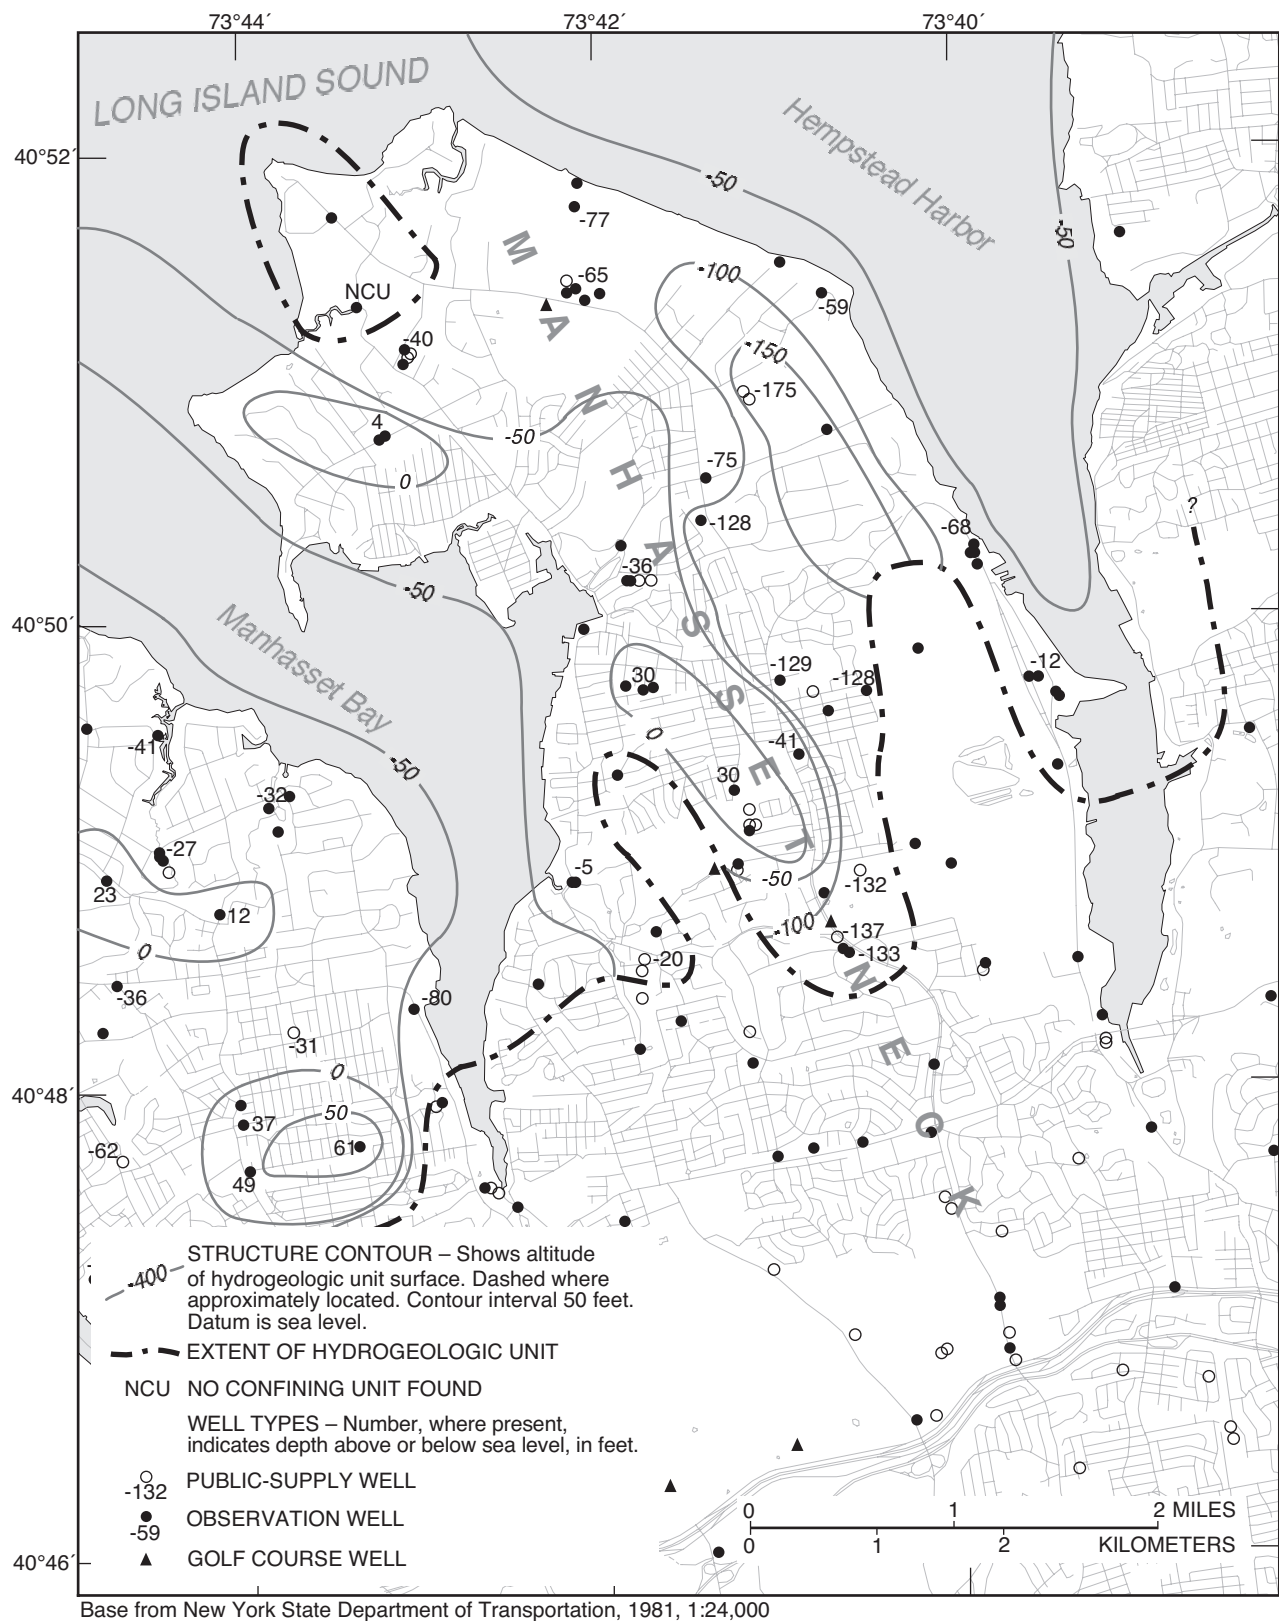 73°44´ 73°42´ 73°40´
LONG ISLAND SOUND
Hempstead Harbor
40°52´
-50
-77
-50
-65
-100
NCU
-59
-40
-150
-175
4
-50
0
-75
-128
-68
?
-36
-50
40°50´
Manhasset Bay
MANHASSET NECK
30
-129
-128
-12
-41
0
-41
-50
30
-32
-27
-5
-50
-132
23
12
0
-100
-137
-133
-20
-36
-80
-31
0
40°48´
50
37
-62
61
49
-400
STRUCTURE CONTOUR – Shows altitude
of hydrogeologic unit surface. Dashed where
approximately located. Contour interval 50 feet.
Datum is sea level.
EXTENT OF HYDROGEOLOGIC UNIT
NCU NO CONFINING UNIT FOUND
WELL TYPES – Number, where present,
indicates depth above or below sea level, in feet.
-132 PUBLIC-SUPPLY WELL
-59 OBSERVATION WELL
GOLF COURSE WELL
0 1 2 MILES
0 1 2 KILOMETERS
40°46´
Base from New York State Department of Transportation, 1981, 1:24,000